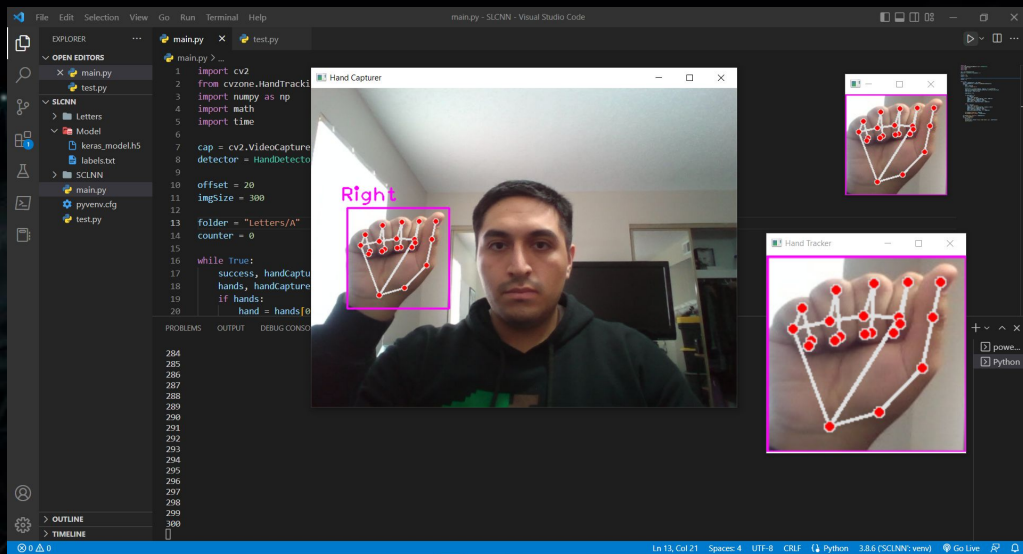 File Edit Selection View Go Run Terminal Help
main.py - SLCNN - Visual Studio Code
EXPLORER
main.py
test.py
OPEN EDITORS
main.py
test.py
SLCNN
Letters
Model
keras_model.h5
labels.txt
SCLNN
main.py
pyvenv.cfg
test.py
OUTLINE
TIMELINE
1
main.py > ...
1 import cv2
2 from cvzone.HandTracki
3 import numpy as np
4 import math
5 import time
6
7 cap = cv2.VideoCapture
8 detector = HandDetecto
9
10 offset = 20
11 imgSize = 300
12
13 folder = "Letters/A"
14 counter = 0
15
16 while True:
17 success, handCaptu
18 hands, handCapture
19 if hands:
20 hand = hands[0
Hand Capturer
Right
Hand Tracker
PROBLEMS OUTPUT DEBUG CONSO
284
285
286
287
288
289
290
291
292
293
294
295
296
297
298
299
300
powe...
Python
0 0
Ln 13, Col 21 Spaces: 4 UTF-8 CRLF Python 3.8.6 ('SCLNN': venv) Go Live